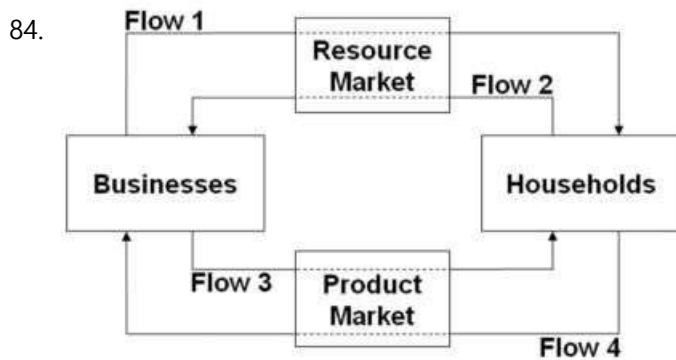 84.
Flow 1
Resource
Market
Flow 2
Businesses
Households
Flow 3
Product
Market
Flow 4